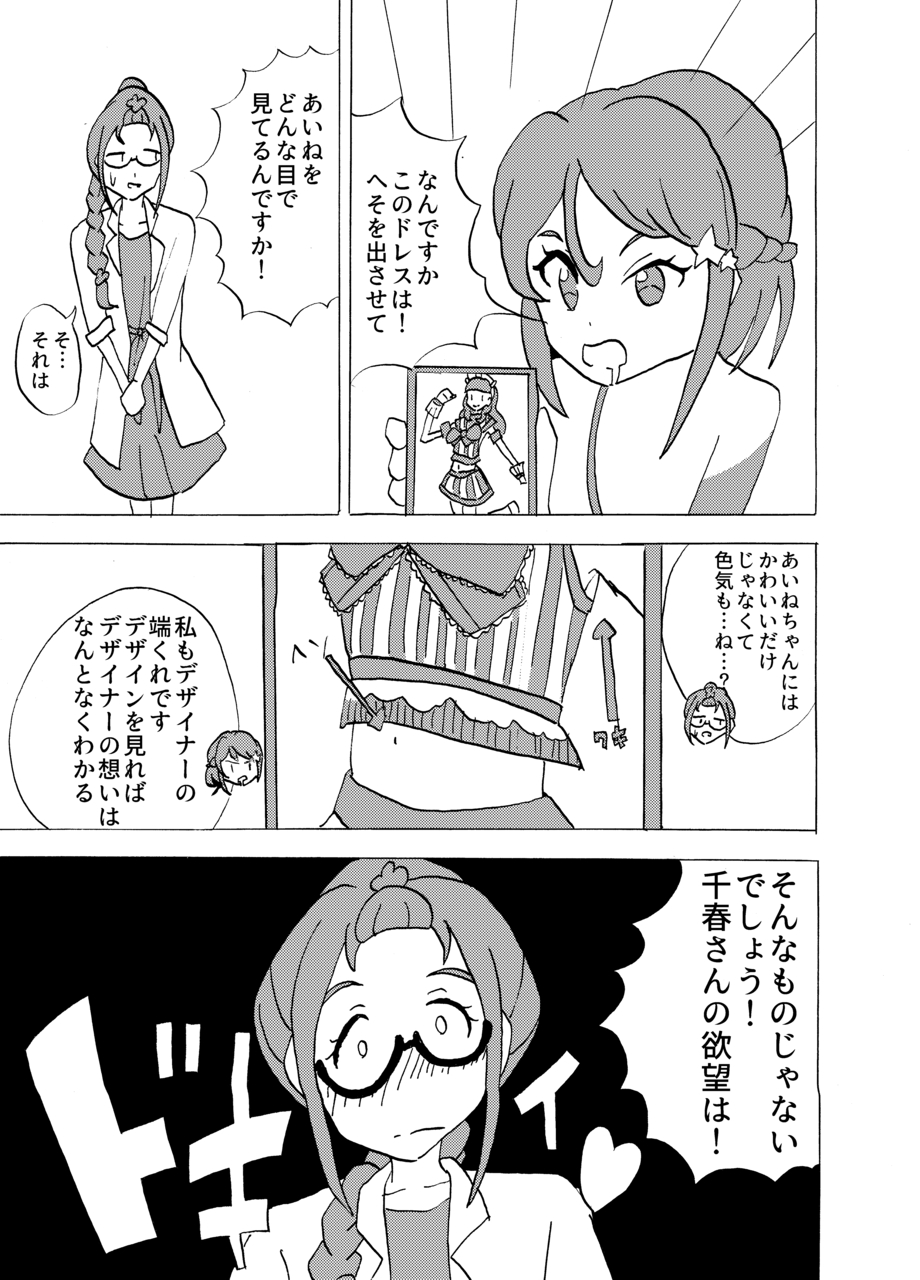 なんですか
このドレスは！
へそを出させて
あいねを
どんな目で
見てるんですか！
そ…
それは
あいねちゃんには
かわいいだけ
じゃなくて
色気も…ね…？
ワキ
私もデザイナーの
端くれです
デザインを見れば
デザイナーの想いは
なんとなくわかる
そんなものじゃない
でしょう！
千春さんの欲望は！
ドキィ